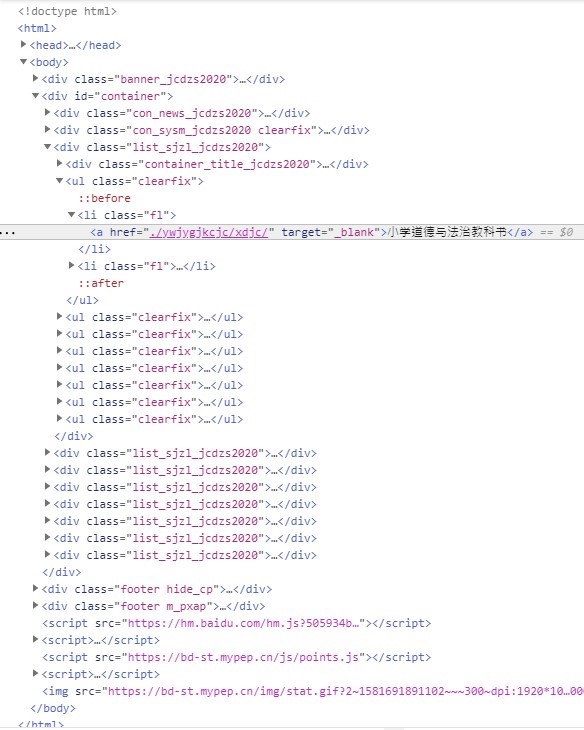 <!doctype html>
<html>
<head>…</head>
<body>
<div class="banner_jcdzs2020">…</div>
<div id="container">
<div class="con_news_jcdzs2020">…</div>
<div class="con_sysm_jcdzs2020 clearfix">…</div>
<div class="list_sjzl_jcdzs2020">
<div class="container_title_jcdzs2020">…</div>
<ul class="clearfix">
::before
<li class="fl">
... <a href="./ywjygjkcjc/xdjc/" target="_blank">小学道德与法治教科书</a> == $0
</li>
<li class="fl">…</li>
::after
</ul>
<ul class="clearfix">…</ul>
<ul class="clearfix">…</ul>
<ul class="clearfix">…</ul>
<ul class="clearfix">…</ul>
<ul class="clearfix">…</ul>
<ul class="clearfix">…</ul>
<ul class="clearfix">…</ul>
</div>
<div class="list_sjzl_jcdzs2020">…</div>
<div class="list_sjzl_jcdzs2020">…</div>
<div class="list_sjzl_jcdzs2020">…</div>
<div class="list_sjzl_jcdzs2020">…</div>
<div class="list_sjzl_jcdzs2020">…</div>
<div class="list_sjzl_jcdzs2020">…</div>
<div class="list_sjzl_jcdzs2020">…</div>
</div>
<div class="footer hide_cp">…</div>
<div class="footer m_pxap">…</div>
<script src="https://hm.baidu.com/hm.js?505934b…"></script>
<script>…</script>
<script src="https://bd-st.mypep.cn/js/points.js"></script>
<script>…</script>
<img src="https://bd-st.mypep.cn/img/stat.gif?2~1581691891102~~~300~dpi:1920*10…00
</body>
</html>